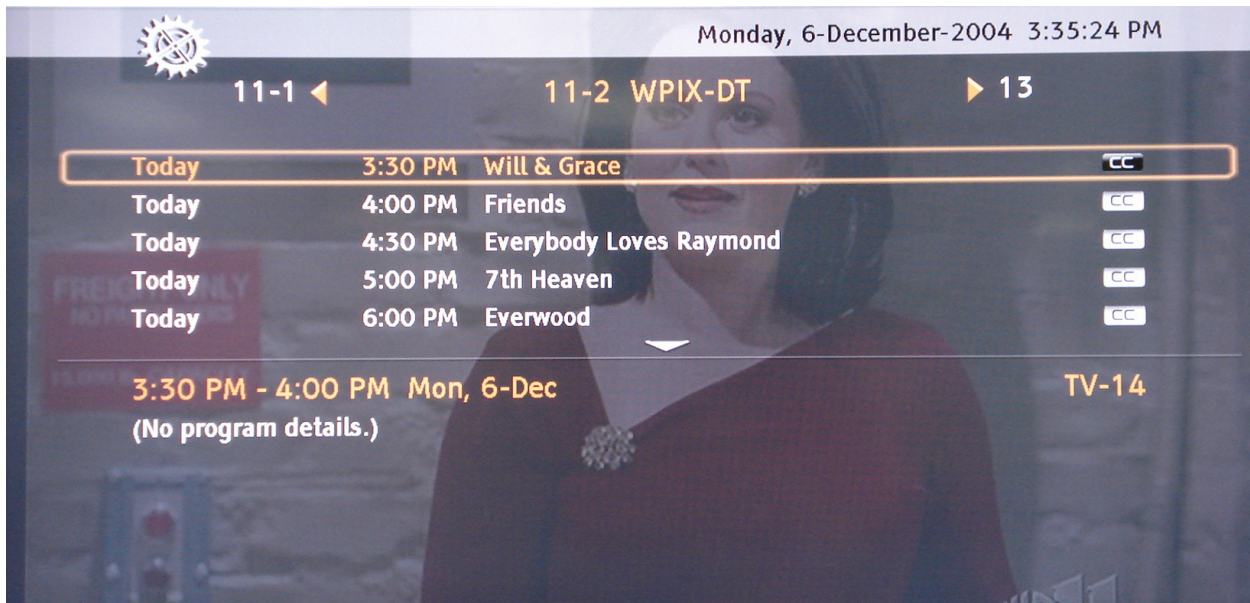 Monday, 6-December-2004 3:35:24 PM
11-1 11-2 WPIX-DT 13
Today 3:30 PM Will & Grace CC
Today 4:00 PM Friends CC
Today 4:30 PM Everybody Loves Raymond CC
Today 5:00 PM 7th Heaven CC
Today 6:00 PM Everwood CC
FREIGHT ONLY
3:30 PM - 4:00 PM Mon, 6-Dec TV-14
(No program details.)